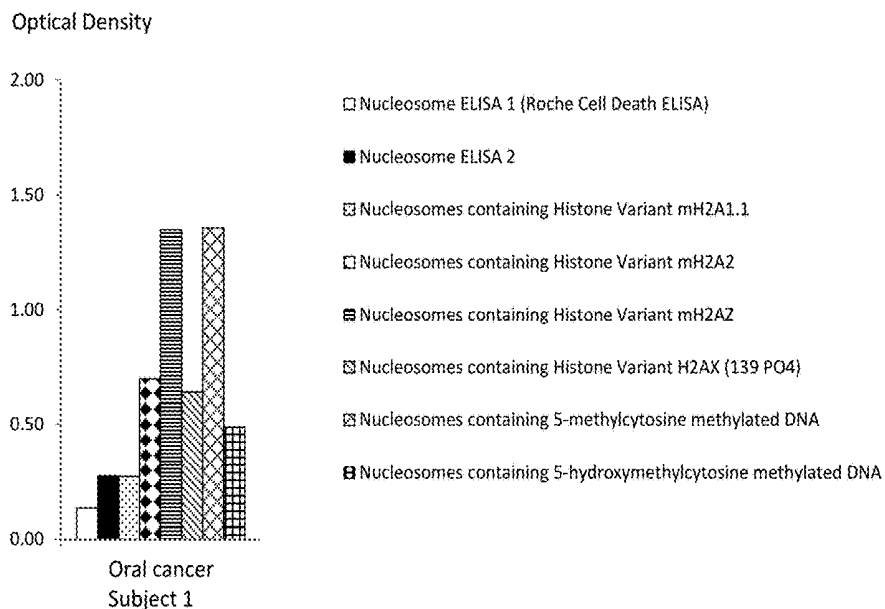 Optical Density
2.00
1.50
1.00
0.50
0.00
Oral cancer
Subject 1
Nucleosome ELISA 1 (Roche Cell Death ELISA)
Nucleosome ELISA 2
Nucleosomes containing Histone Variant mH2A1.1
Nucleosomes containing Histone Variant mH2A2
Nucleosomes containing Histone Variant mH2AZ
Nucleosomes containing Histone Variant H2AX (139 PO4)
Nucleosomes containing 5-methylcytosine methylated DNA
Nucleosomes containing 5-hydroxymethylcytosine methylated DNA